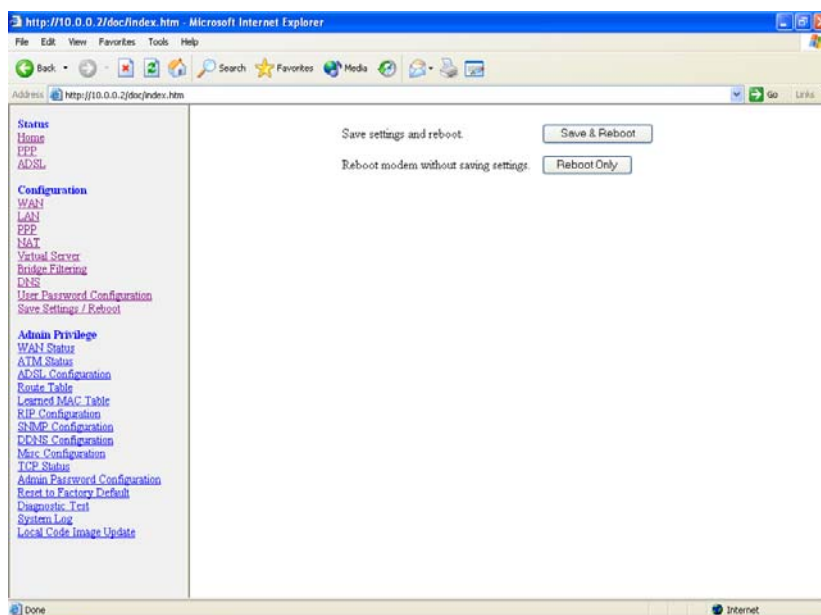 http://10.0.0.2/doc/index.htm - Microsoft Internet Explorer
File Edit View Favorites Tools Help
Back Search Favorites Media
Address http://10.0.0.2/doc/index.htm Go Links
Status
Home
PPP
ADSL
Configuration
WAN
LAN
PPP
NAT
Virtual Server
Bridge Filtering
DNS
User Password Configuration
Save Settings / Reboot
Admin Privilege
WAN Status
ATM Status
ADSL Configuration
Route Table
Learned MAC Table
RIP Configuration
SNMP Configuration
DDNS Configuration
Misc Configuration
TCP Status
Admin Password Configuration
Reset to Factory Default
Diagnostic Test
System Log
Local Code Image Update
Save settings and reboot. Save & Reboot
Reboot modem without saving settings. Reboot Only
Done Internet